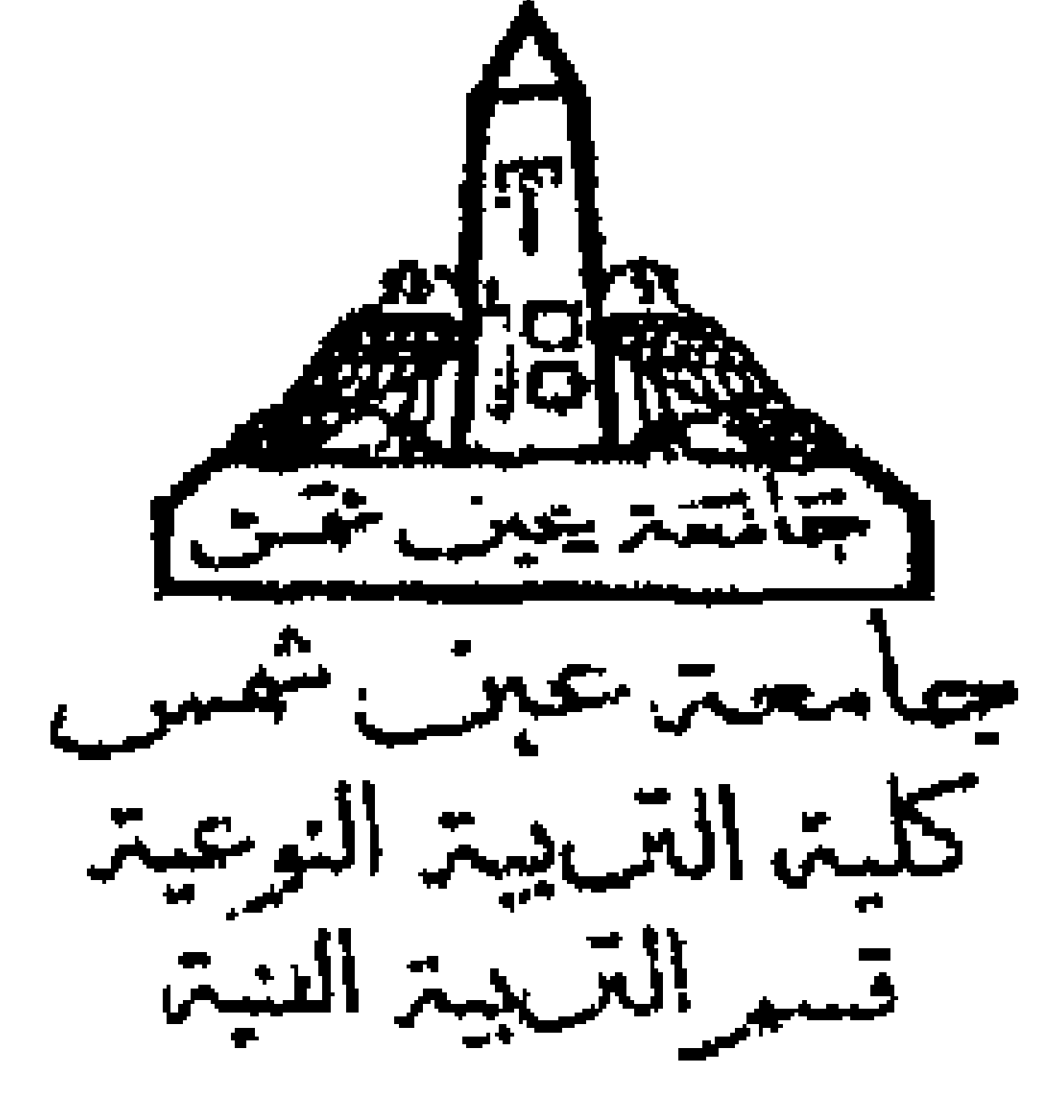 جامعة عين شمس
جامعة عين شمس
كلية التربية النوعية
قسم التربية الفنية